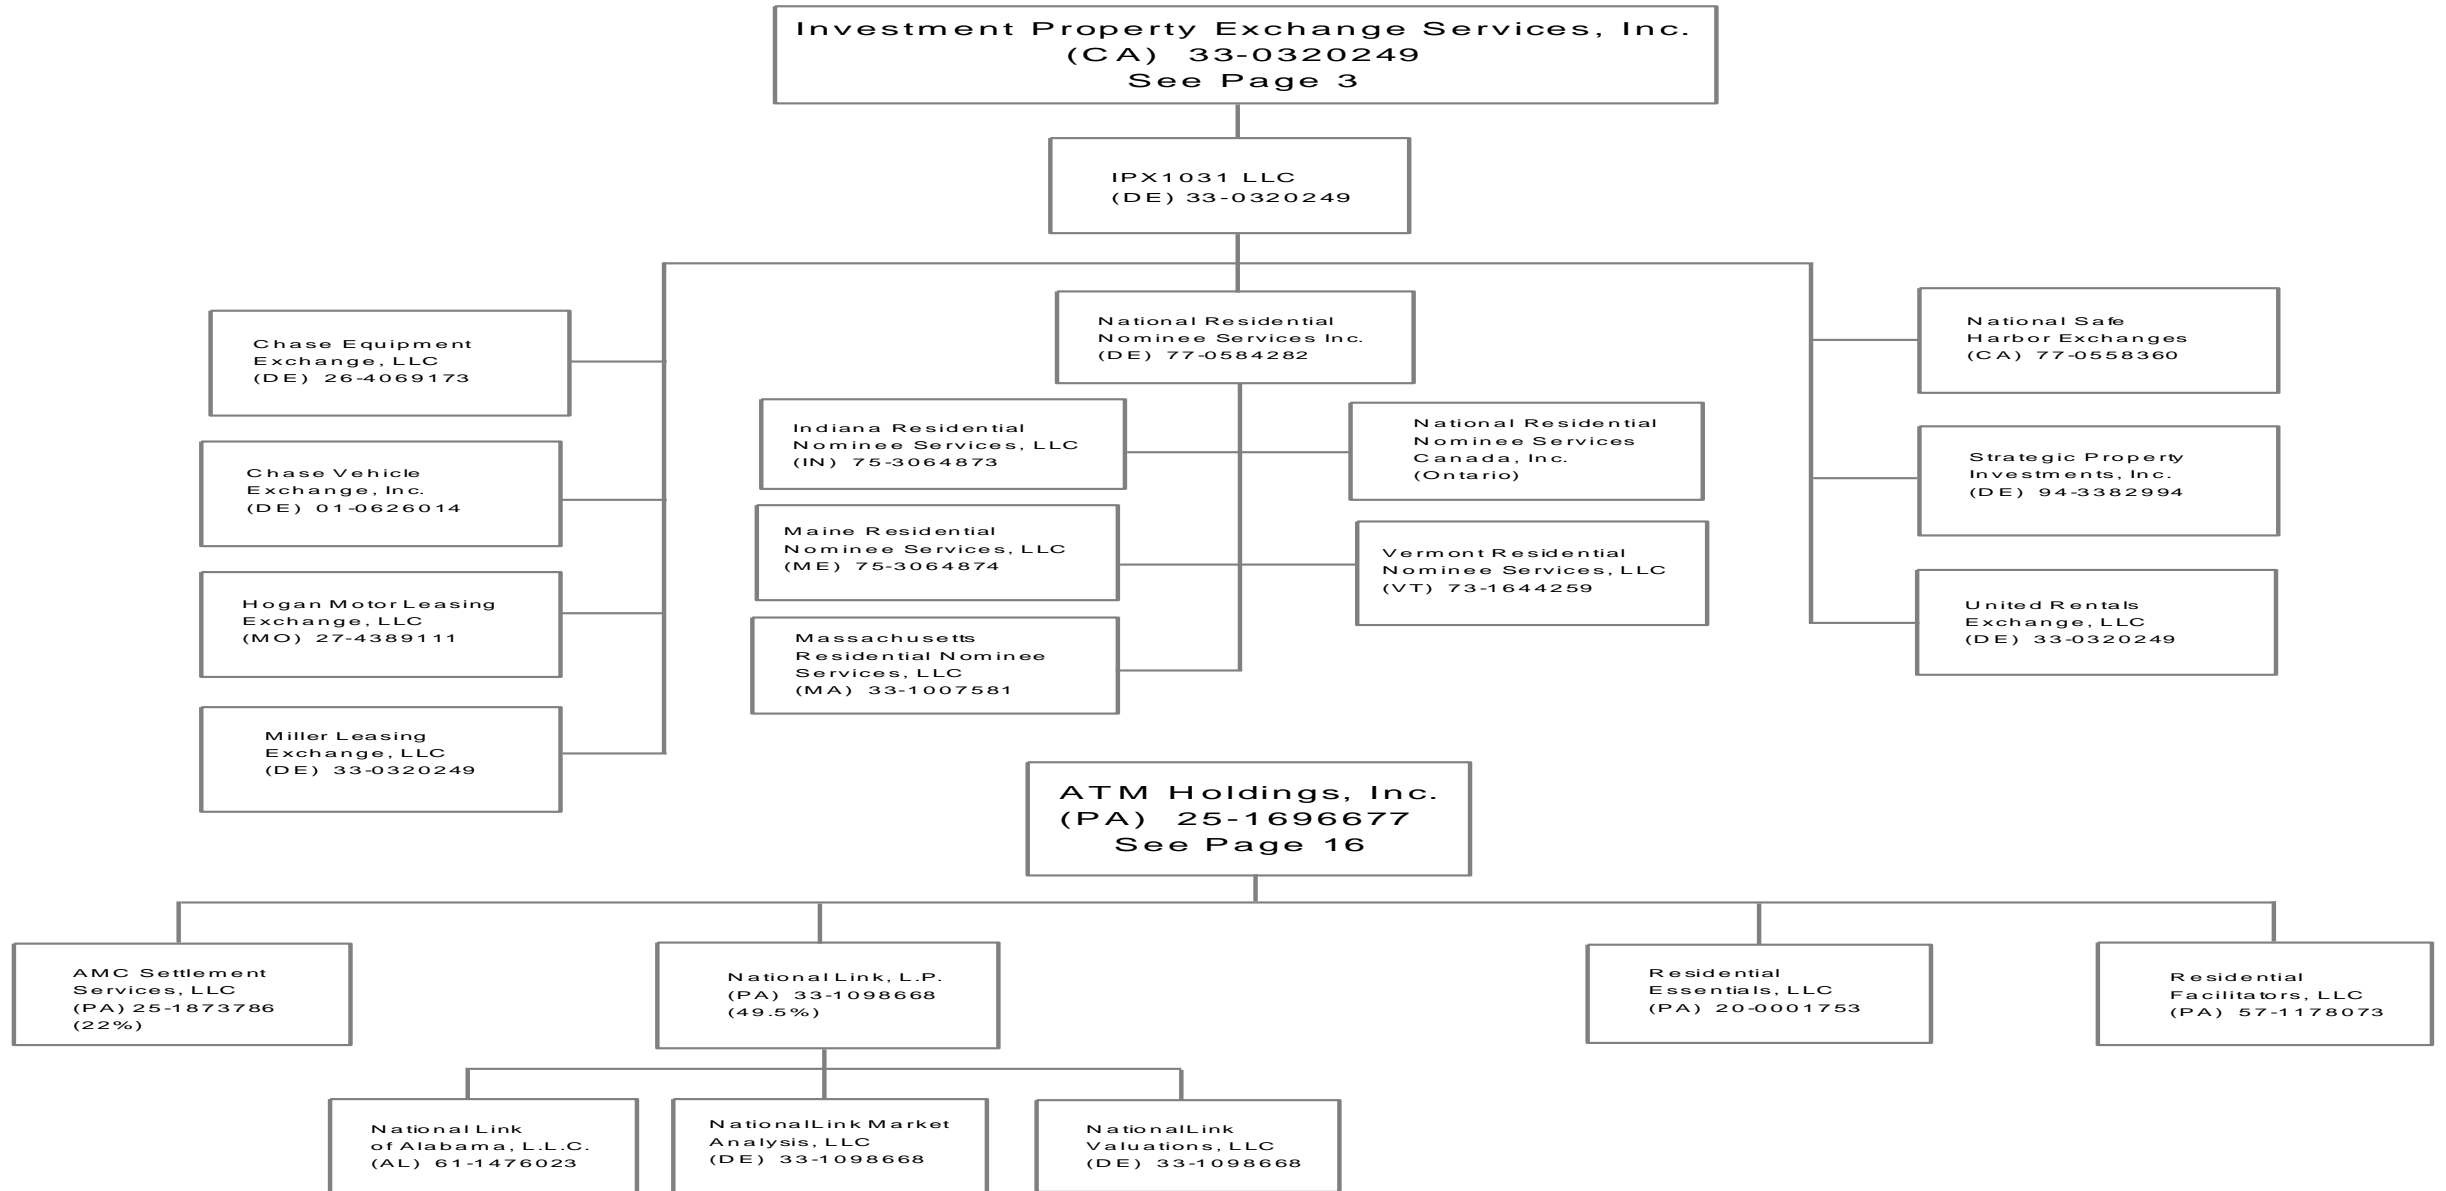 Investment Property Exchange Services, Inc.
(CA) 33-0320249
See Page 3
IPX1031 LLC
(DE) 33-0320249
Chase Equipment
Exchange, LLC
(DE) 26-4069173
Chase Vehicle
Exchange, Inc.
(DE) 01-0626014
Hogan Motor Leasing
Exchange, LLC
(MO) 27-4389111
Miller Leasing
Exchange, LLC
(DE) 33-0320249
National Residential
Nominee Services Inc.
(DE) 77-0584282
Indiana Residential
Nominee Services, LLC
(IN) 75-3064873
Maine Residential
Nominee Services, LLC
(ME) 75-3064874
Massachusetts
Residential Nominee
Services, LLC
(MA) 33-1007581
National Residential
Nominee Services
Canada, Inc.
(Ontario)
Vermont Residential
Nominee Services, LLC
(VT) 73-1644259
National Safe
Harbor Exchanges
(CA) 77-0558360
Strategic Property
Investments, Inc.
(DE) 94-3382994
United Rentals
Exchange, LLC
(DE) 33-0320249
ATM Holdings, Inc.
(PA) 25-1696677
See Page 16
AMC Settlement
Services, LLC
(PA) 25-1873786
(22%)
National Link, L.P.
(PA) 33-1098668
(49.5%)
Residential
Essentials, LLC
(PA) 20-0001753
Residential
Facilitators, LLC
(PA) 57-1178073
National Link
of Alabama, L.L.C.
(AL) 61-1476023
NationalLink Market
Analysis, LLC
(DE) 33-1098668
NationalLink
Valuations, LLC
(DE) 33-1098668